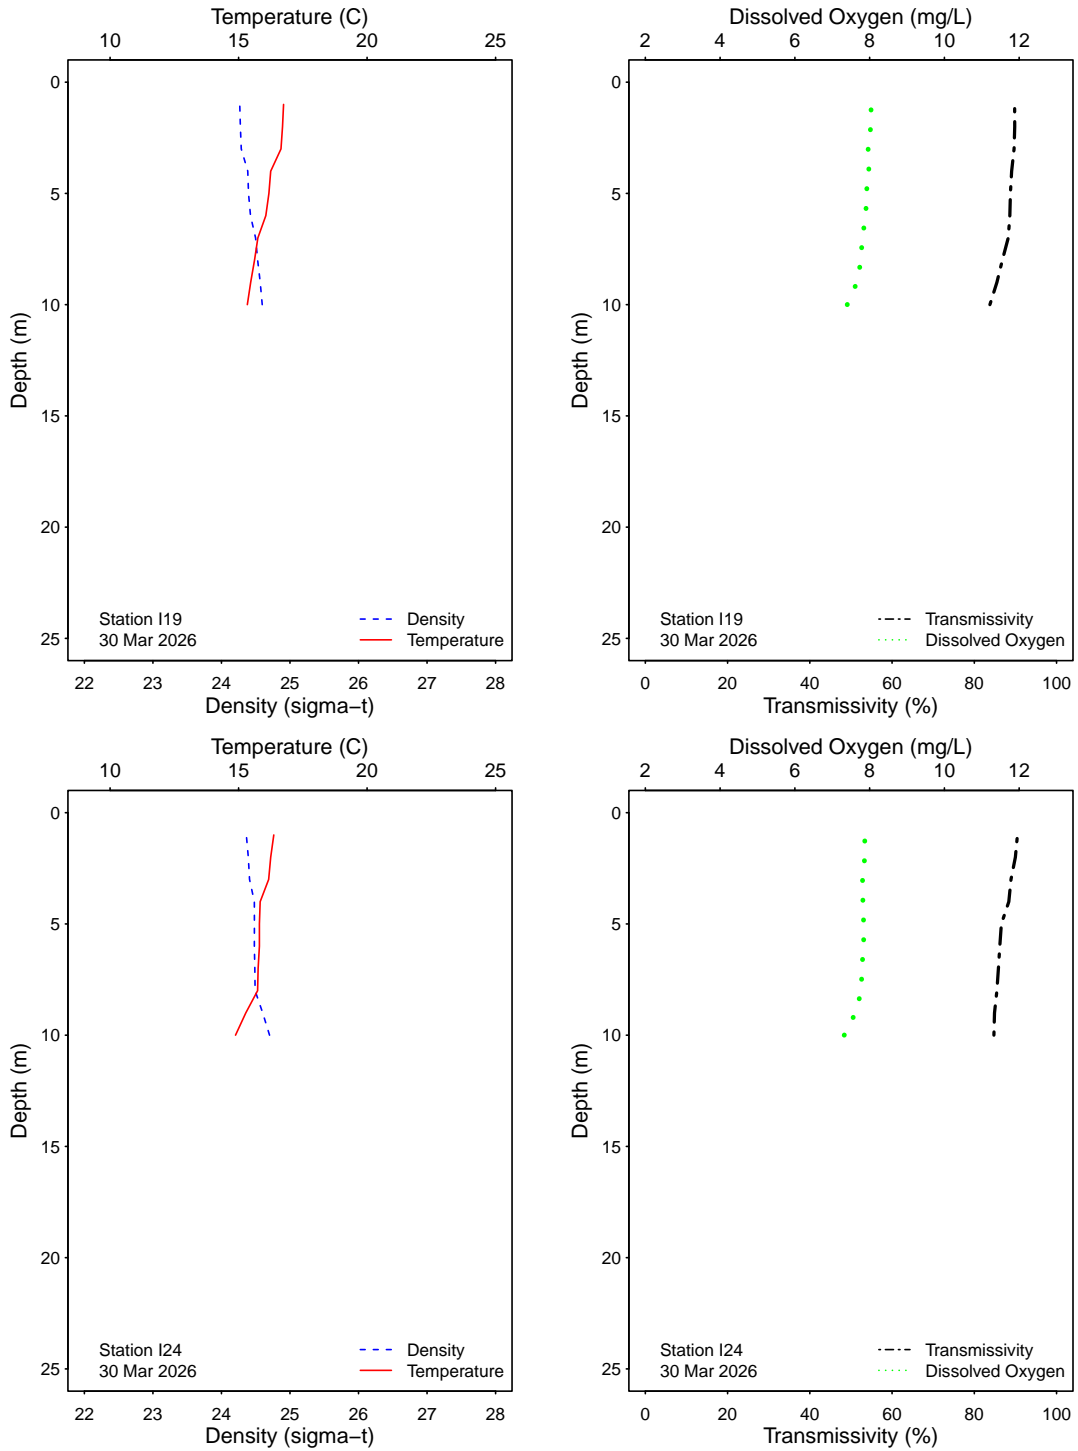 Temperature (C)
10 15 20 25
0
5
10
15
20
25
Depth (m)
Station I19
30 Mar 2026
Density
Temperature
22 23 24 25 26 27 28
Density (sigma−t)
Dissolved Oxygen (mg/L)
2 4 6 8 10 12
0
5
10
15
20
25
Depth (m)
Station I19
30 Mar 2026
Transmissivity
Dissolved Oxygen
0 20 40 60 80 100
Transmissivity (%)
Temperature (C)
10 15 20 25
0
5
10
15
20
25
Depth (m)
Station I24
30 Mar 2026
Density
Temperature
22 23 24 25 26 27 28
Density (sigma−t)
Dissolved Oxygen (mg/L)
2 4 6 8 10 12
0
5
10
15
20
25
Depth (m)
Station I24
30 Mar 2026
Transmissivity
Dissolved Oxygen
0 20 40 60 80 100
Transmissivity (%)